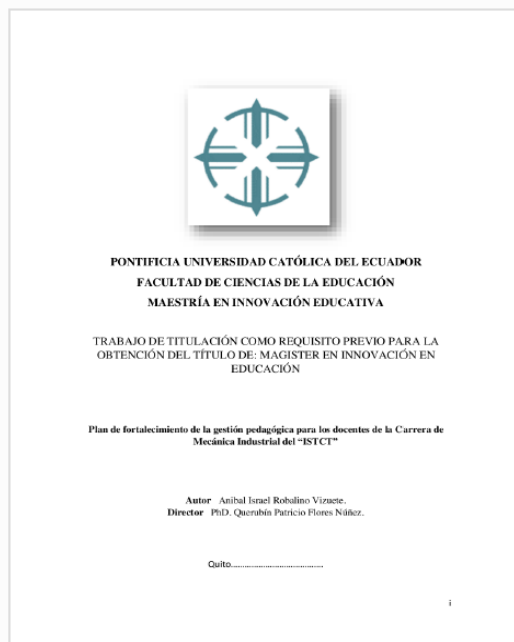 PONTIFICIA UNIVERSIDAD CATÓLICA DEL ECUADOR
FACULTAD DE CIENCIAS DE LA EDUCACIÓN
MAESTRÍA EN INNOVACIÓN EDUCATIVA
TRABAJO DE TITULACIÓN COMO REQUISITO PREVIO PARA LA
OBTENCIÓN DEL TÍTULO DE: MAGISTER EN INNOVACIÓN EN
EDUCACIÓN
Plan de fortalecimiento de la gestión pedagógica para los docentes de la Carrera de
Mecánica Industrial del “ISTCT”
Autor Anibal Israel Robalino Vizuete.
Director PhD. Querubín Patricio Flores Núñez.
Quito......................................
i